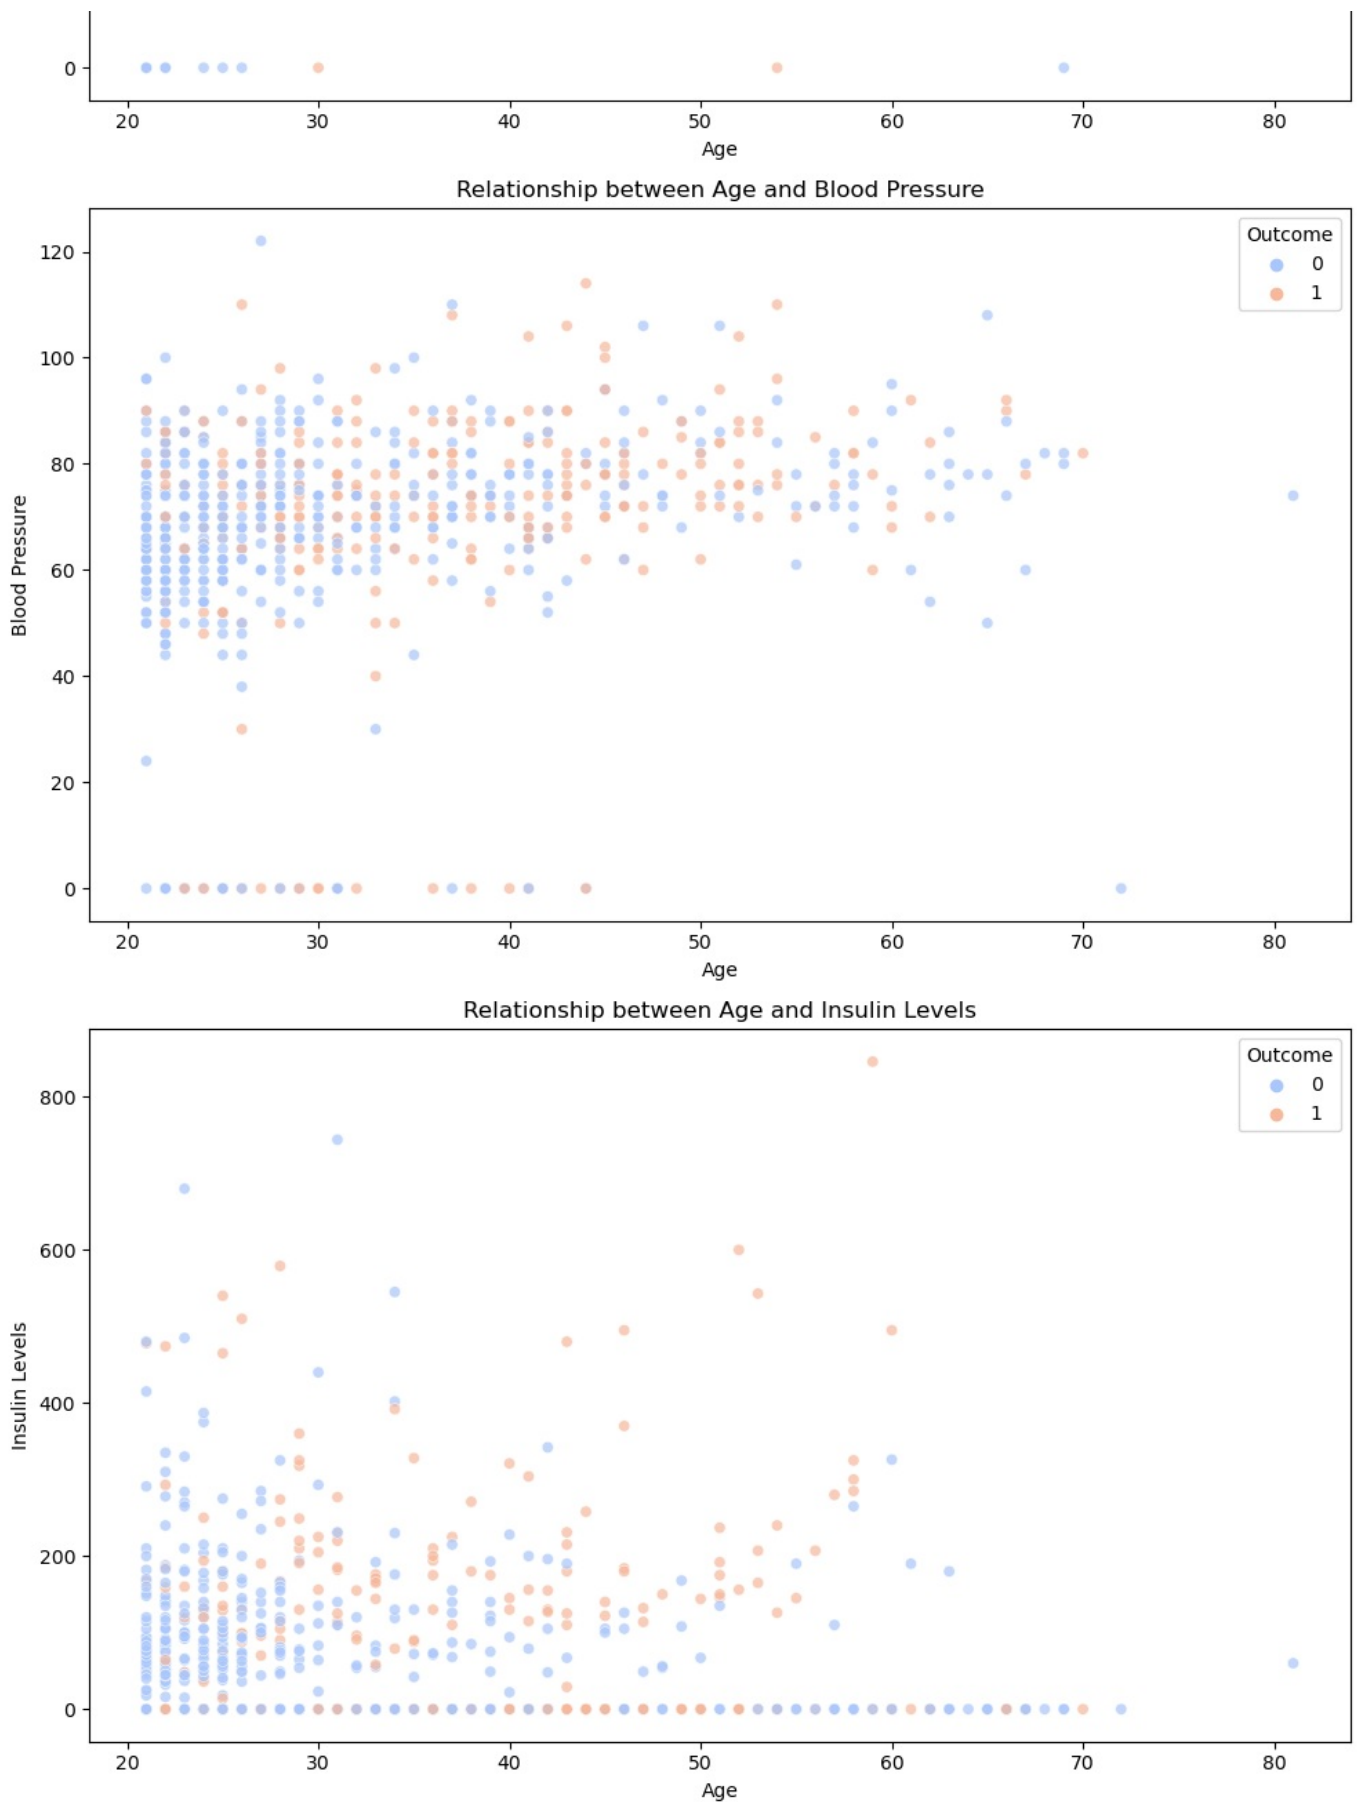 0
20 30 40 50 60 70 80
Age
Relationship between Age and Blood Pressure
Outcome
0
1
120
100
80
60
40
20
0
Blood Pressure
20 30 40 50 60 70 80
Age
Relationship between Age and Insulin Levels
Outcome
0
1
800
600
400
200
0
Insulin Levels
20 30 40 50 60 70 80
Age